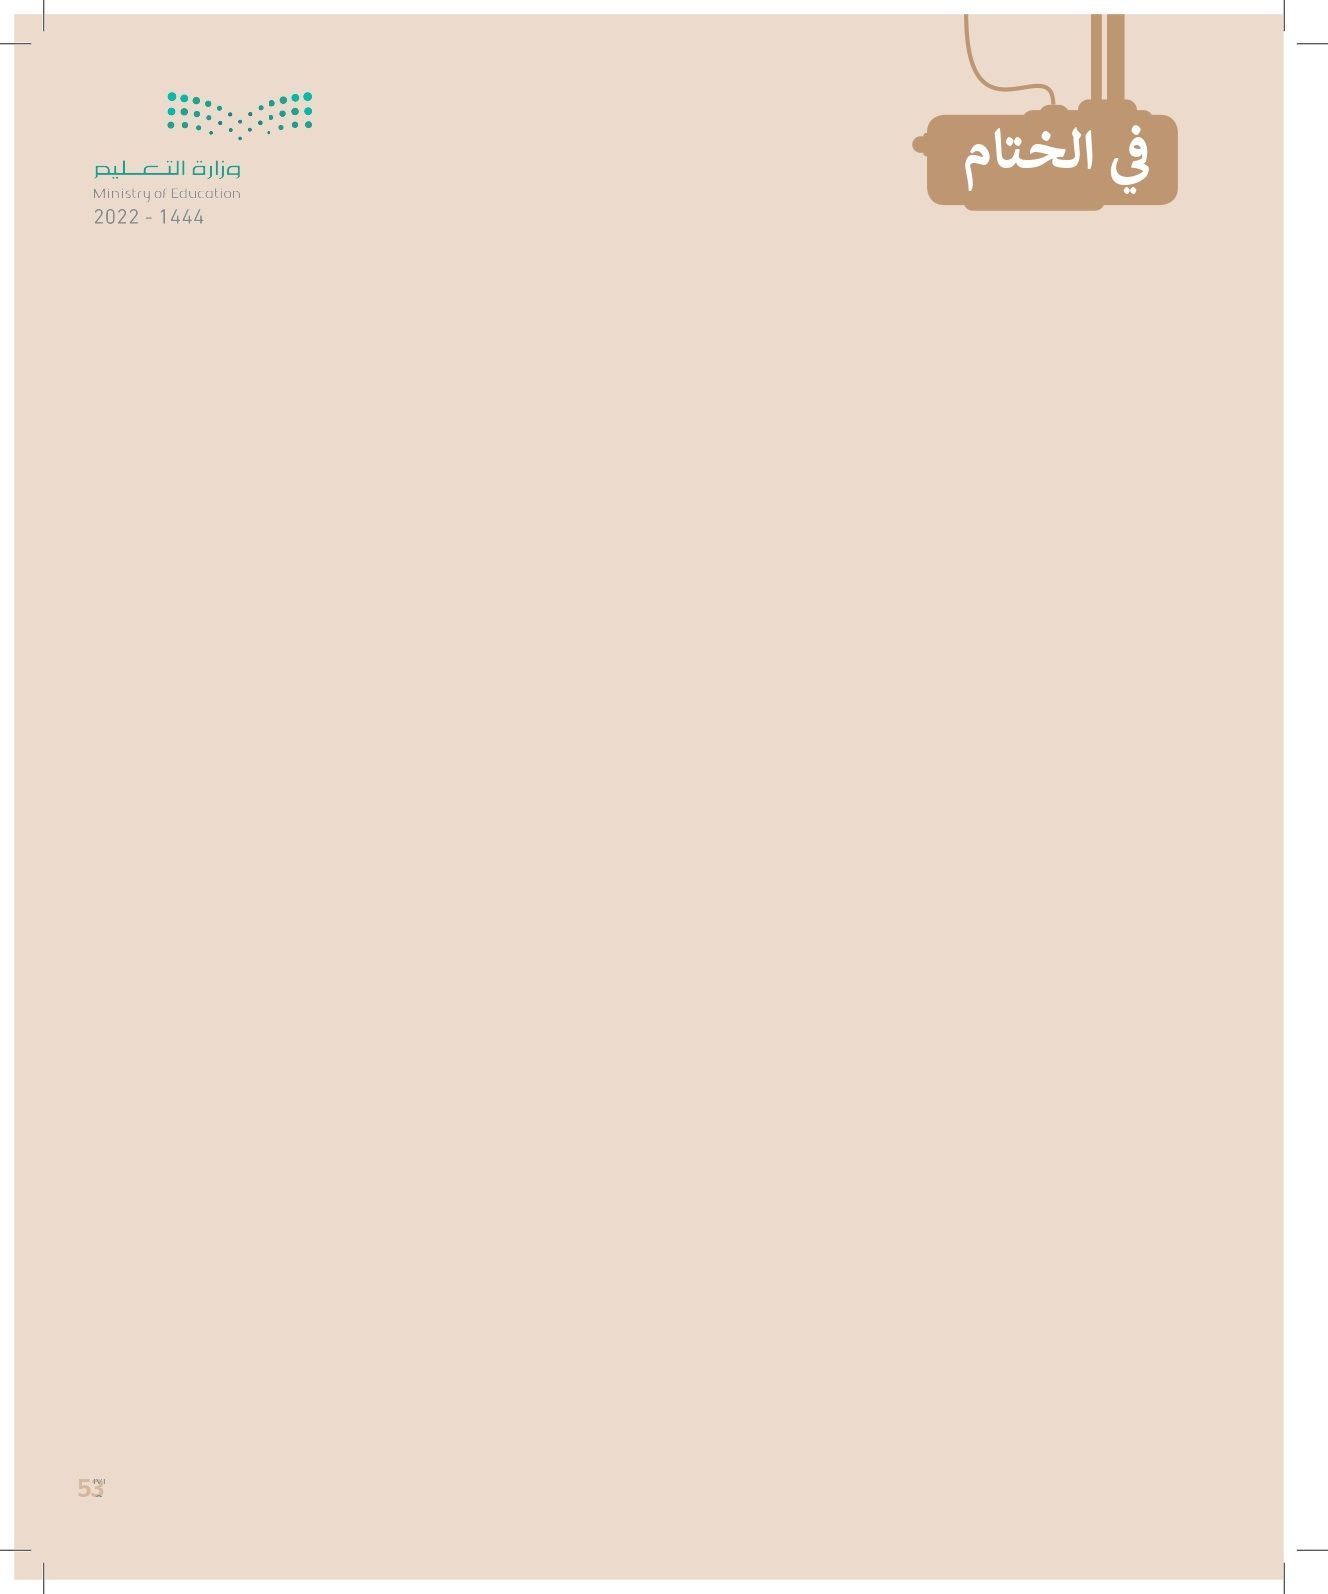 في الختام
وزارة التعليم
Ministry of Education
2022 - 1444
53